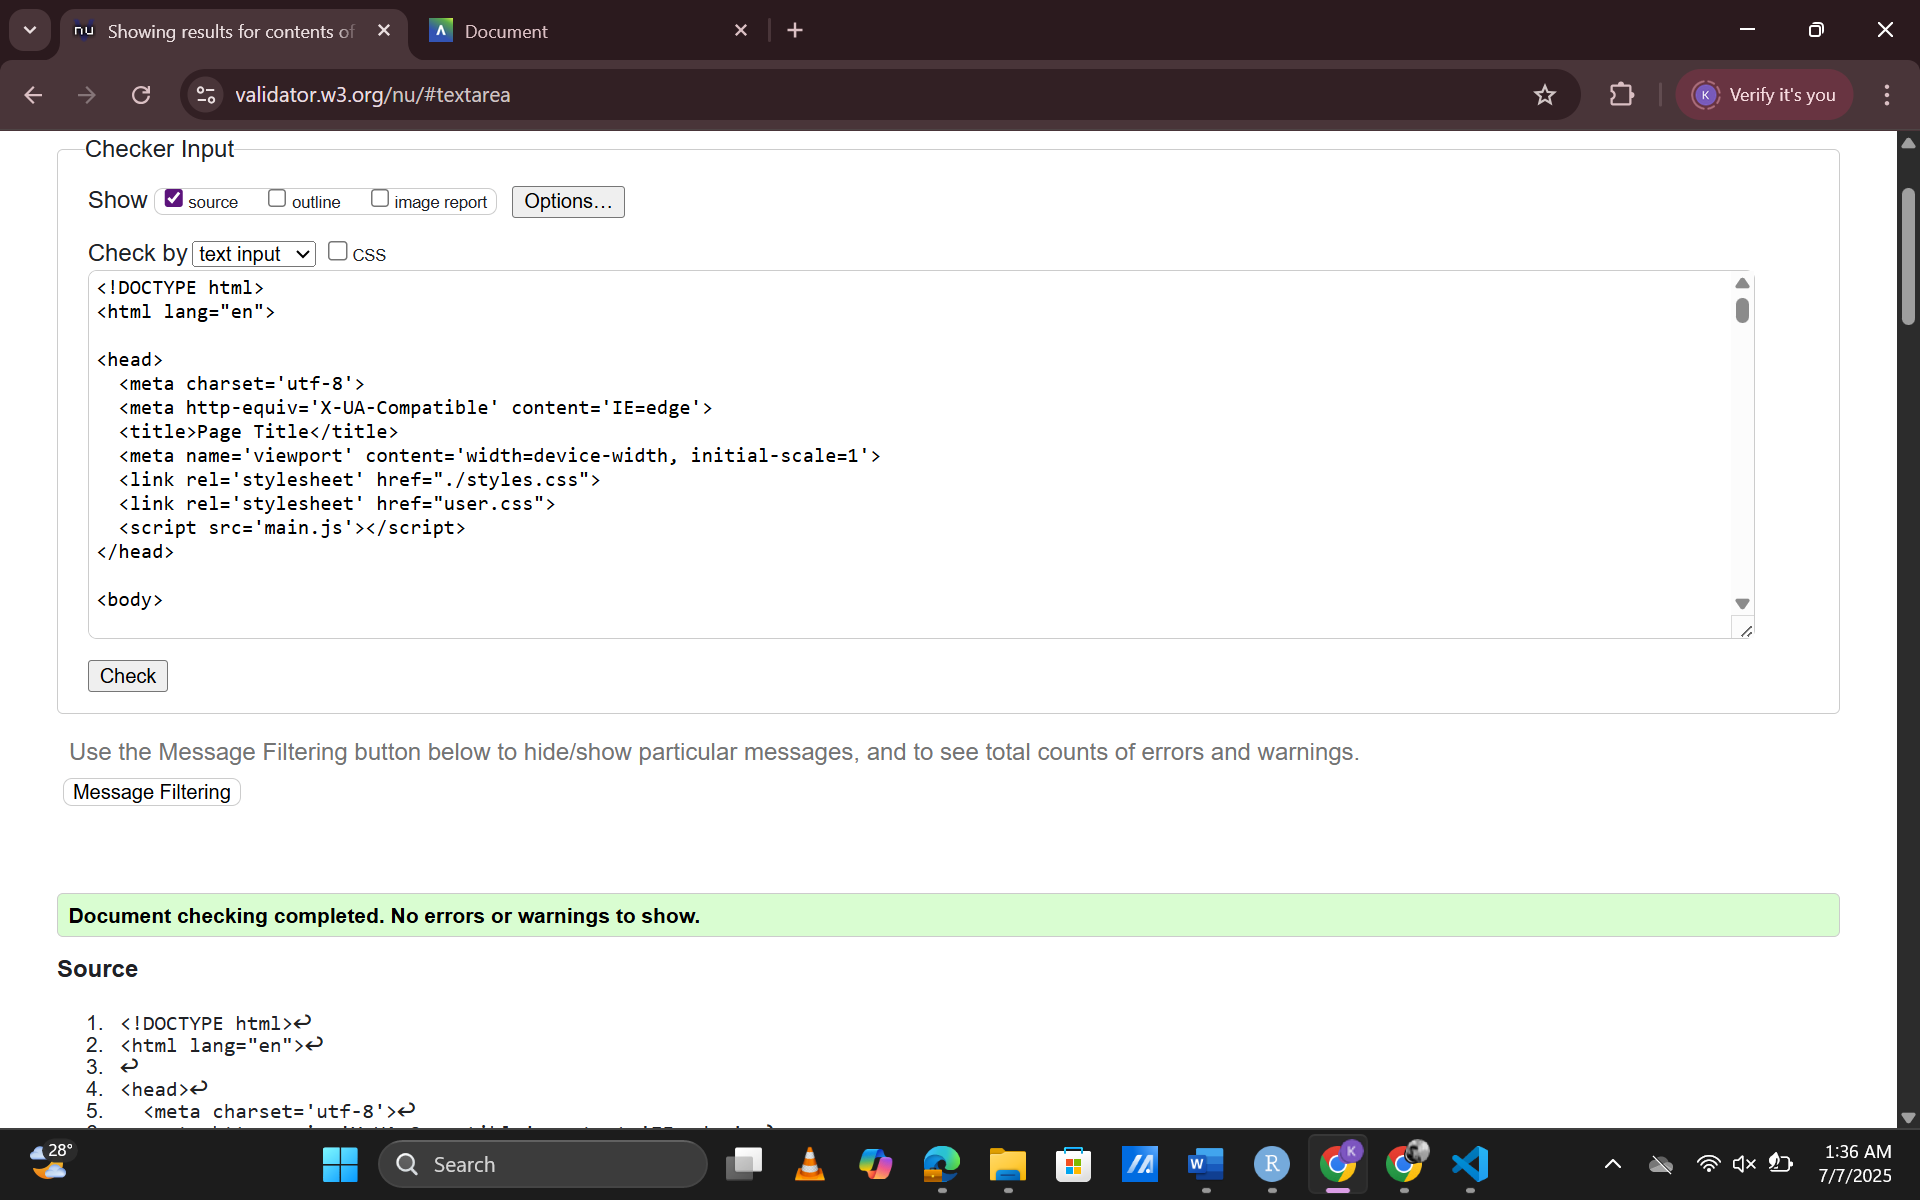 nu Showing results for contents of
Document
validator.w3.org/nu/#textarea
K Verify it's you
Checker Input
Show source outline image report Options...
Check by text input CSS
<!DOCTYPE html>
<html lang="en">
<head>
<meta charset='utf-8'>
<meta http-equiv='X-UA-Compatible' content='IE=edge'>
<title>Page Title</title>
<meta name='viewport' content='width=device-width, initial-scale=1'>
<link rel='stylesheet' href="./styles.css">
<link rel='stylesheet' href="user.css">
<script src='main.js'></script>
</head>
<body>
Check
Use the Message Filtering button below to hide/show particular messages, and to see total counts of errors and warnings.
Message Filtering
Document checking completed. No errors or warnings to show.
Source
1. <!DOCTYPE html>↩
2. <html lang="en">↩
3. ↩
4. <head>↩
5. <meta charset='utf-8'>↩
28°
Search
W
R
K
1:36 AM
7/7/2025